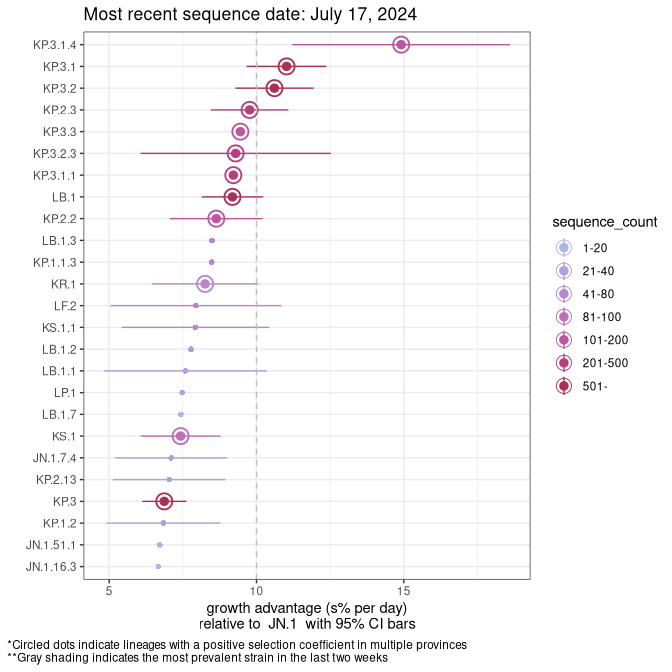 Most recent sequence date: July 17, 2024
KP.3.1.4
KP.3.1
KP.3.2
KP.2.3
KP.3.3
KP.3.2.3
KP.3.1.1
LB.1
KP.2.2
LB.1.3
KP.1.1.3
KR.1
LF.2
KS.1.1
LB.1.2
LB.1.1
LP.1
LB.1.7
KS.1
JN.1.7.4
KP.2.13
KP.3
KP.1.2
JN.1.51.1
JN.1.16.3
5 10 15
growth advantage (s% per day)
relative to JN.1 with 95% CI bars
sequence_count
1-20
21-40
41-80
81-100
101-200
201-500
501-
*Circled dots indicate lineages with a positive selection coefficient in multiple provinces
**Gray shading indicates the most prevalent strain in the last two weeks